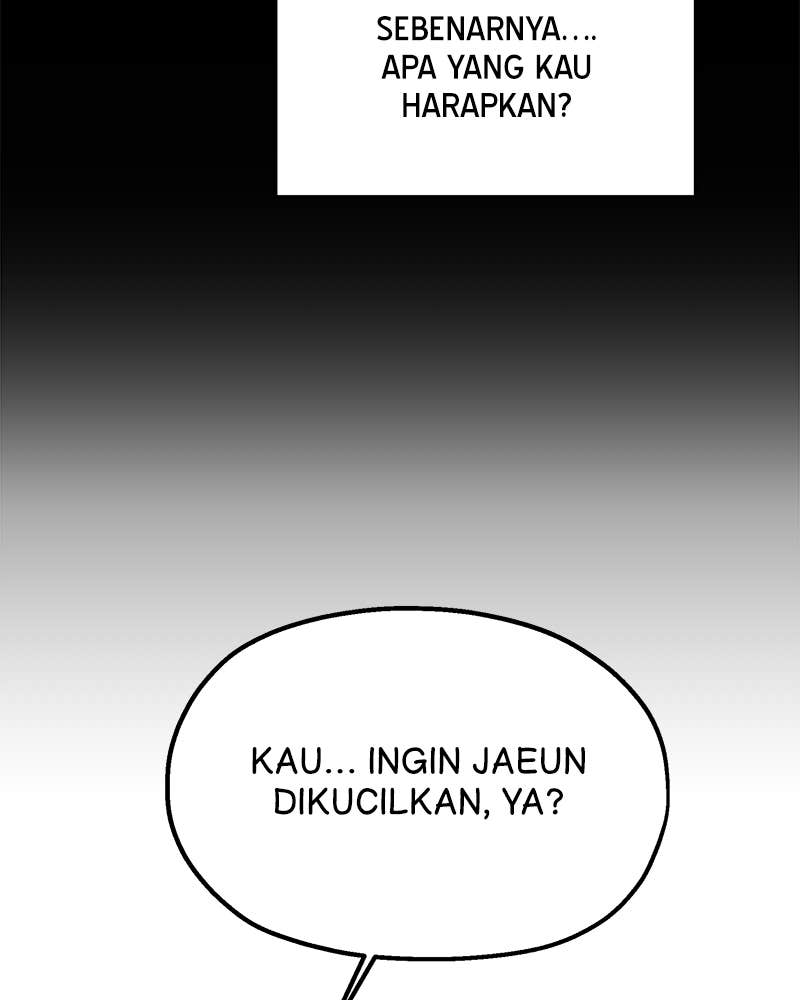 SEBENARNYA....
APA YANG KAU
HARAPKAN?
KAU... INGIN JAEUN
DIKUCILKAN, YA?